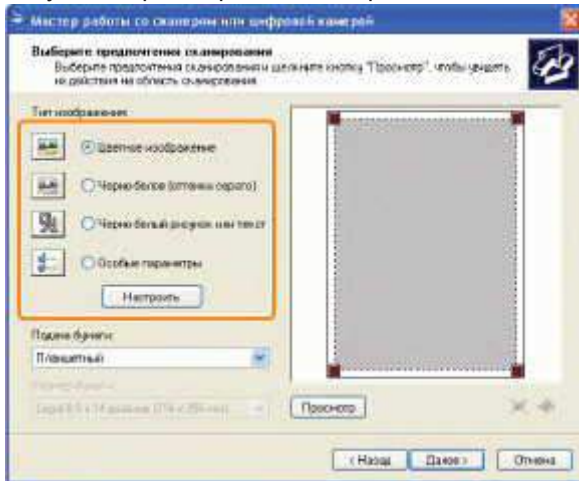 Мастер работы со сканером или цифровой камерой
Выберите предпочтения сканирования
Выберите предпочтения сканирования и щелкните кнопку "Просмотр", чтобы увидеть
их действия на область сканирования.
Тип изображения
Цветное изображение
Черно-белое (оттенки серого)
Черно-белый рисунок или текст
Особые параметры
Настроить
Подача бумаги:
Планшетный
Просмотр
< Назад
Далее >
Отмена